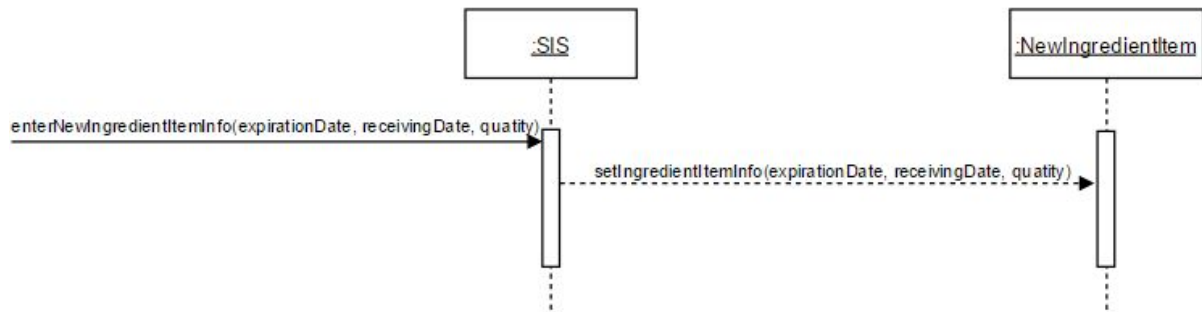 :SIS
:NewIngredientItem
enterNewIngredientItemInfo(expirationDate, receivingDate, quatity)
setIngredientItemInfo(expirationDate, receivingDate, quatity)